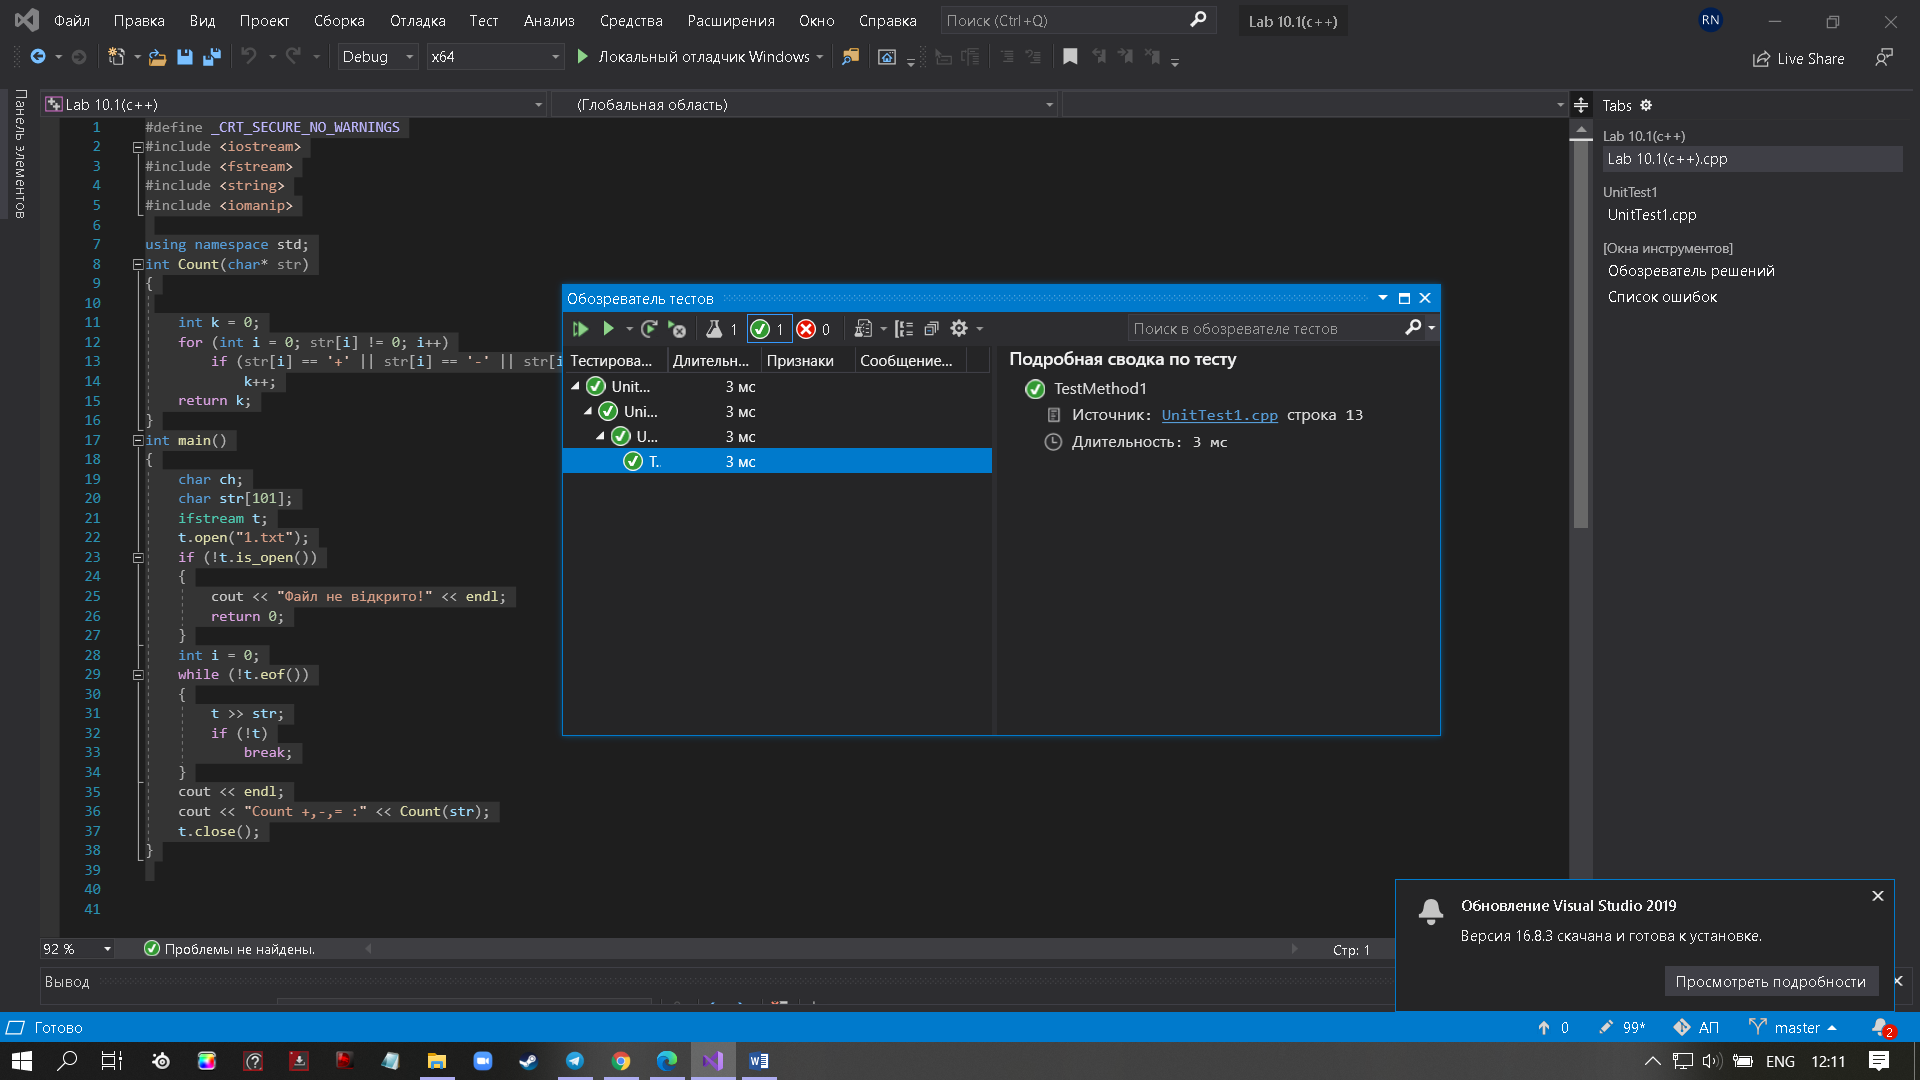 Файл Правка Вид Проект Сборка Отладка Тест Анализ Средства Расширения Окно Справка Поиск (Ctrl+Q) Lab 10.1(c++) RN
Debug x64 Локальный отладчик Windows Live Share
Панель элементов
Lab 10.1(c++) (Глобальная область)
1 #define _CRT_SECURE_NO_WARNINGS
2 #include <iostream>
3 #include <fstream>
4 #include <string>
5 #include <iomanip>
6
7 using namespace std;
8 int Count(char* str)
9 {
10
11 int k = 0;
12 for (int i = 0; str[i] != 0; i++)
13 if (str[i] == '+' || str[i] == '-' || str[i
14 k++;
15 return k;
16 }
17 int main()
18 {
19 char ch;
20 char str[101];
21 ifstream t;
22 t.open("1.txt");
23 if (!t.is_open())
24 {
25 cout << "Файл не відкрито!" << endl;
26 return 0;
27 }
28 int i = 0;
29 while (!t.eof())
30 {
31 t >> str;
32 if (!t)
33 break;
34 }
35 cout << endl;
36 cout << "Count +,-,= :" << Count(str);
37 t.close();
38 }
39
40
41
Обозреватель тестов
1 1 0 Поиск в обозревателе тестов
Тестирова... Длительн... Признаки Сообщение...
Unit... 3 мс
Uni... 3 мс
U... 3 мс
T.. 3 мс
Подробная сводка по тесту
TestMethod1
Источник: UnitTest1.cpp строка 13
Длительность: 3 мс
Tabs
Lab 10.1(c++)
Lab 10.1(c++).cpp
UnitTest1
UnitTest1.cpp
[Окна инструментов]
Обозреватель решений
Список ошибок
92 % Проблемы не найдены. Стр: 1
Вывод
Обновление Visual Studio 2019
Версия 16.8.3 скачана и готова к установке.
Просмотреть подробности
Готово 0 99* АП master 2
ENG 12:11